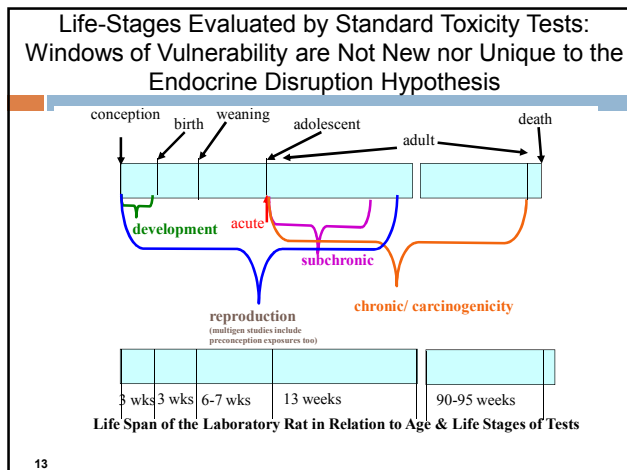 Life-Stages Evaluated by Standard Toxicity Tests:
Windows of Vulnerability are Not New nor Unique to the
Endocrine Disruption Hypothesis
conception
birth
weaning
adolescent
adult
death
development
acute
subchronic
reproduction
(multigen studies include
preconception exposures too)
chronic/ carcinogenicity
3 wks
3 wks
6-7 wks
13 weeks
90-95 weeks
Life Span of the Laboratory Rat in Relation to Age & Life Stages of Tests
13